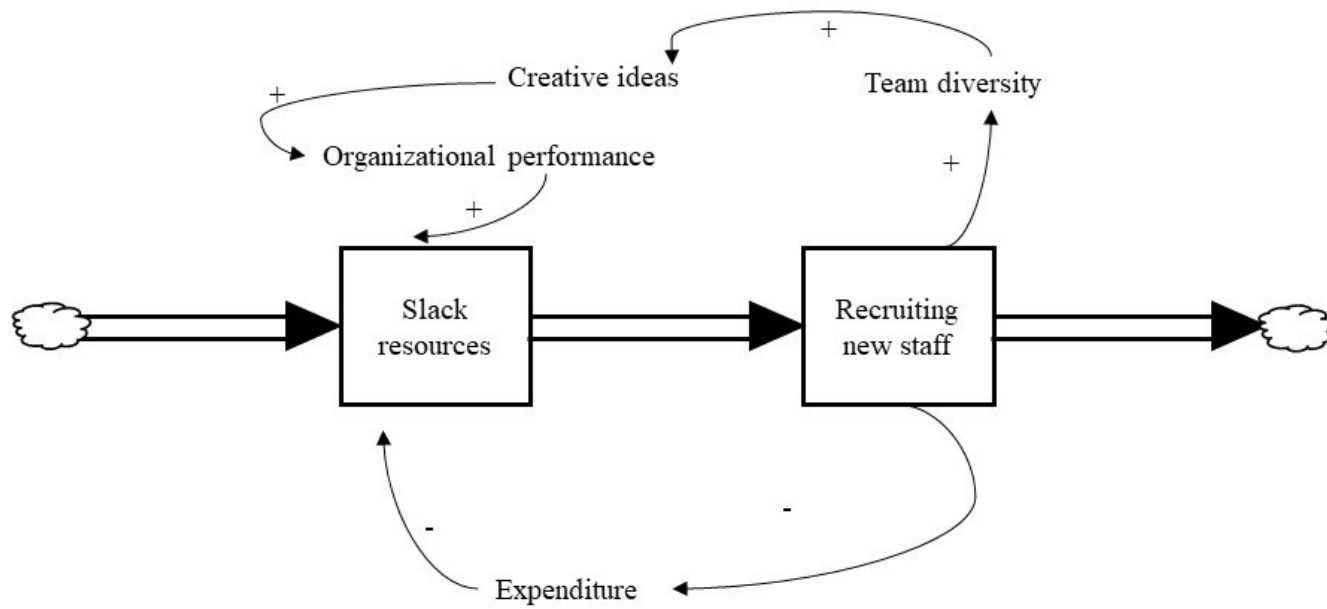 +
Creative ideas
Team diversity
+
Organizational performance
+
+
Slack
resources
Recruiting
new staff
-
-
Expenditure